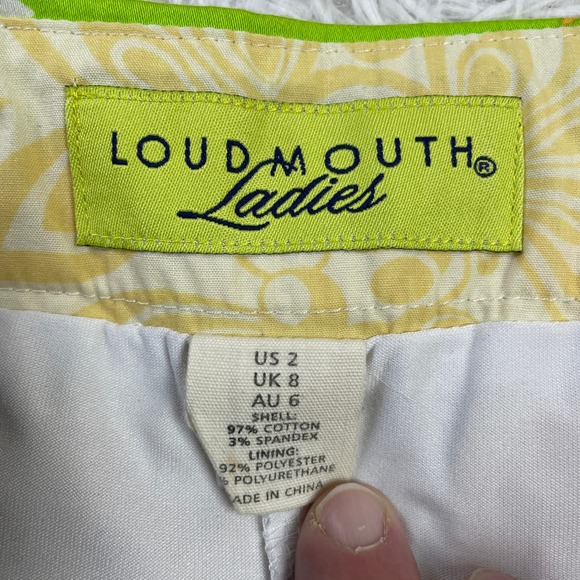 LOUDMOUTH®
Ladies
US 2
UK 8
AU 6
SHELL:
97% COTTON
3% SPANDEX
LINING:
92% POLYESTER
% POLYURETHANE
ADE IN CHINA